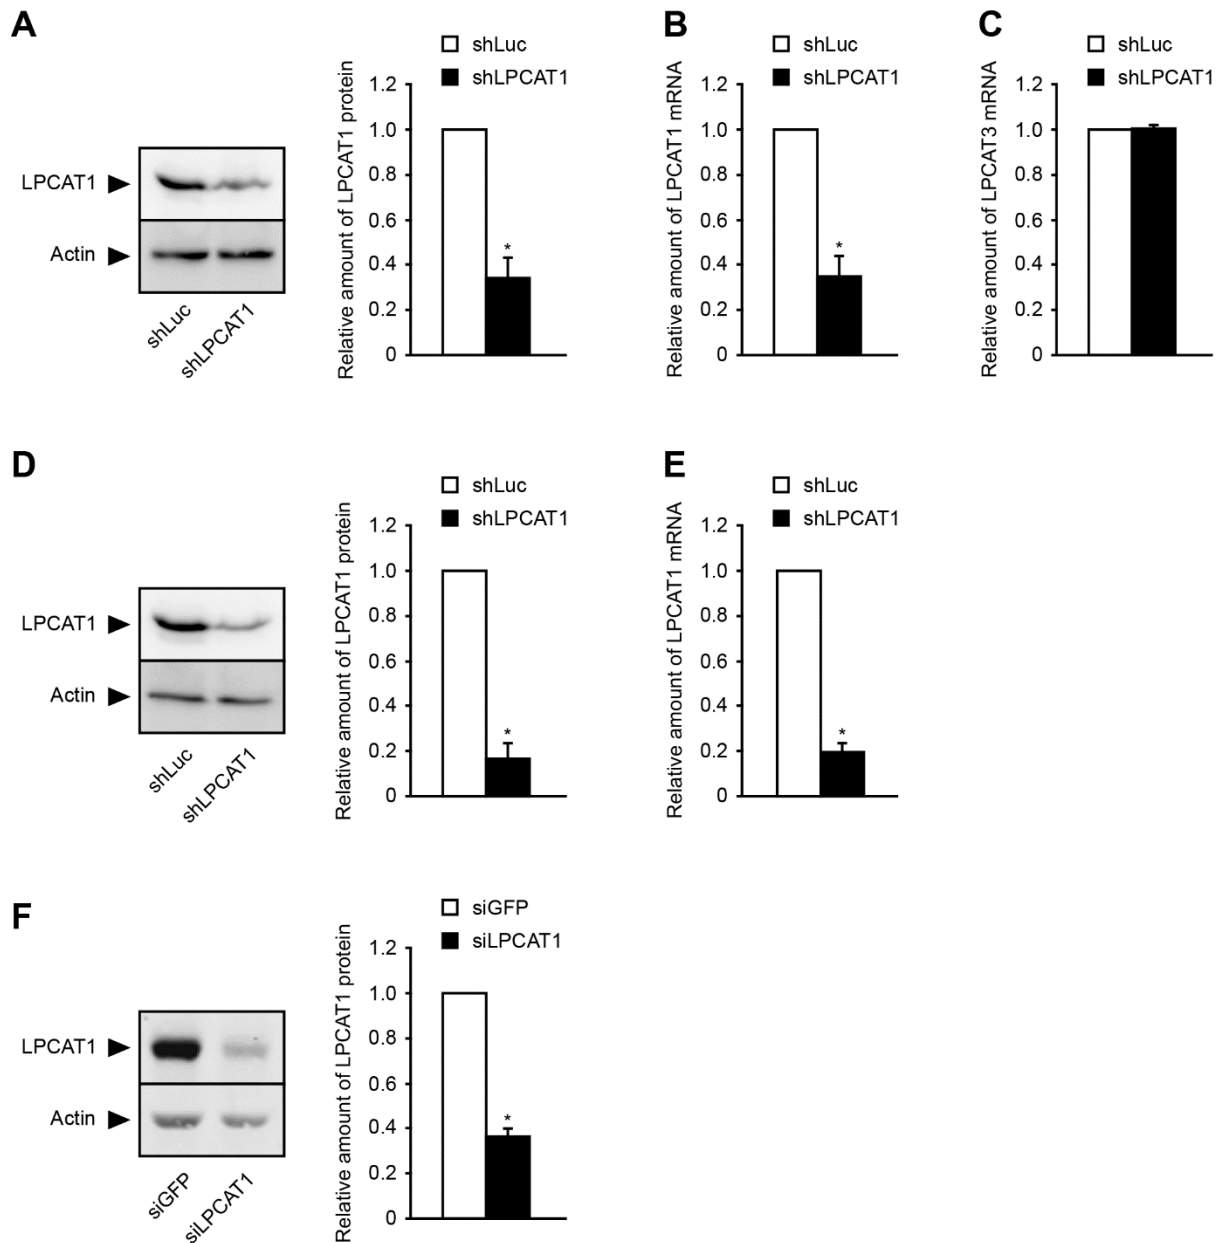 A
LPCAT1
Actin
shLuc
shLPCAT1
shLuc
shLPCAT1
Relative amount of LPCAT1 protein
1.2
1.0
0.8
0.6
0.4
0.2
0
*
B
shLuc
shLPCAT1
Relative amount of LPCAT1 mRNA
1.2
1.0
0.8
0.6
0.4
0.2
0
*
C
shLuc
shLPCAT1
Relative amount of LPCAT3 mRNA
1.2
1.0
0.8
0.6
0.4
0.2
0
D
LPCAT1
Actin
shLuc
shLPCAT1
shLuc
shLPCAT1
Relative amount of LPCAT1 protein
1.2
1.0
0.8
0.6
0.4
0.2
0
*
E
shLuc
shLPCAT1
Relative amount of LPCAT1 mRNA
1.2
1.0
0.8
0.6
0.4
0.2
0
*
F
LPCAT1
Actin
siGFP
siLPCAT1
siGFP
siLPCAT1
Relative amount of LPCAT1 protein
1.2
1.0
0.8
0.6
0.4
0.2
0
*